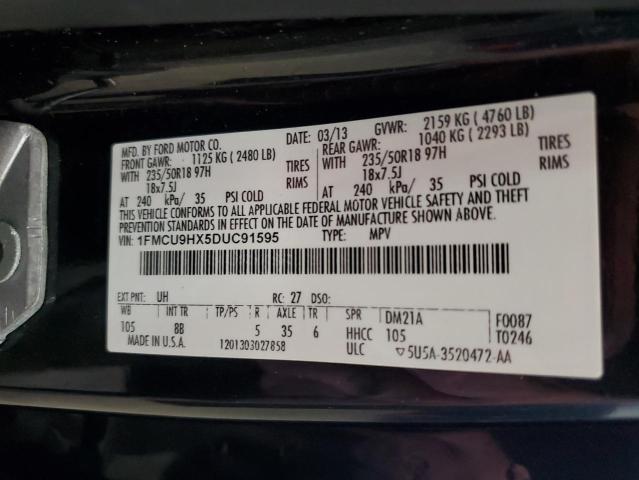 MFD. BY FORD MOTOR CO.
DATE: 03/13 GVWR: 2159 KG ( 4760 LB)
FRONT GAWR: 1125 KG ( 2480 LB)
REAR GAWR: 1040 KG ( 2293 LB)
WITH 235/50R18 97H TIRES
WITH 235/50R18 97H TIRES
18x7.5J RIMS
18x7.5J RIMS
AT 240 kPa/ 35 PSI COLD
AT 240 kPa/ 35 PSI COLD
THIS VEHICLE CONFORMS TO ALL APPLICABLE FEDERAL MOTOR VEHICLE SAFETY AND THEFT
PREVENTION STANDARDS IN EFFECT ON THE DATE OF MANUFACTURE SHOWN ABOVE.
VIN: 1FMCU9HX5DUC91595 TYPE: MPV
EXT PNT: UH RC: 27 DSO:
WB INT TR TP/PS R AXLE TR SPR DM21A F0087
105 8B 5 35 6 HHCC 105 T0246
MADE IN U.S.A. 1201303027858 ULC ▽5U5A-3520472-AA